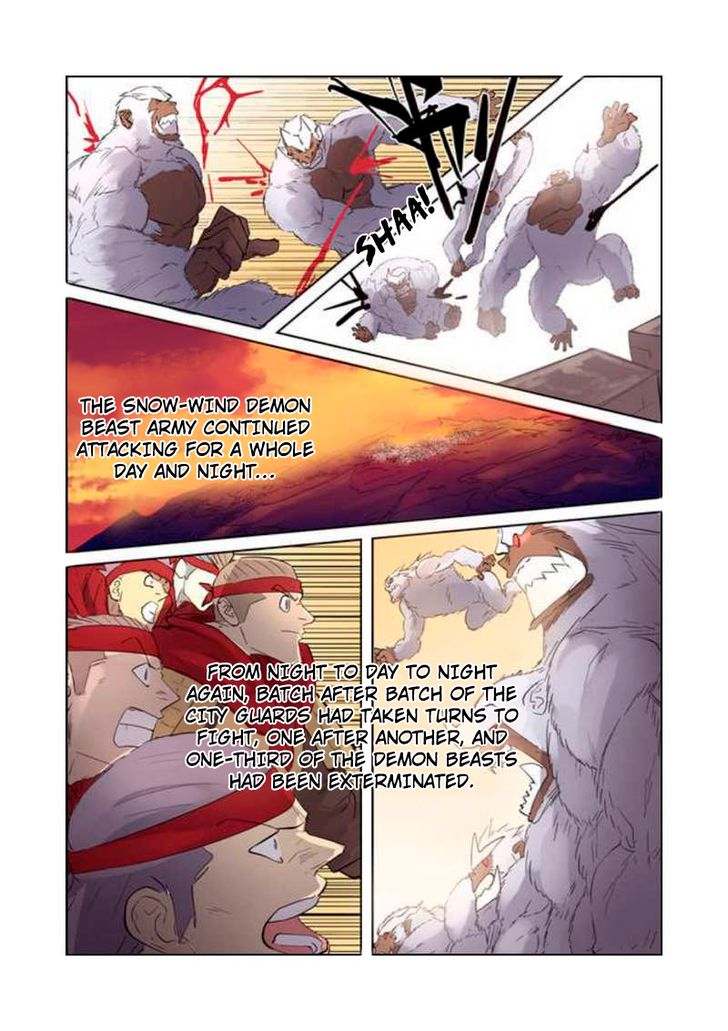 SHAA!
THE SNOW-WIND DEMON
BEAST ARMY CONTINUED
ATTACKING FOR A WHOLE
DAY AND NIGHT...
FROM NIGHT TO DAY TO NIGHT
AGAIN, BATCH AFTER BATCH OF THE
CITY GUARDS HAD TAKEN TURNS TO
FIGHT, ONE AFTER ANOTHER, AND
ONE-THIRD OF THE DEMON BEASTS
HAD BEEN EXTERMINATED.